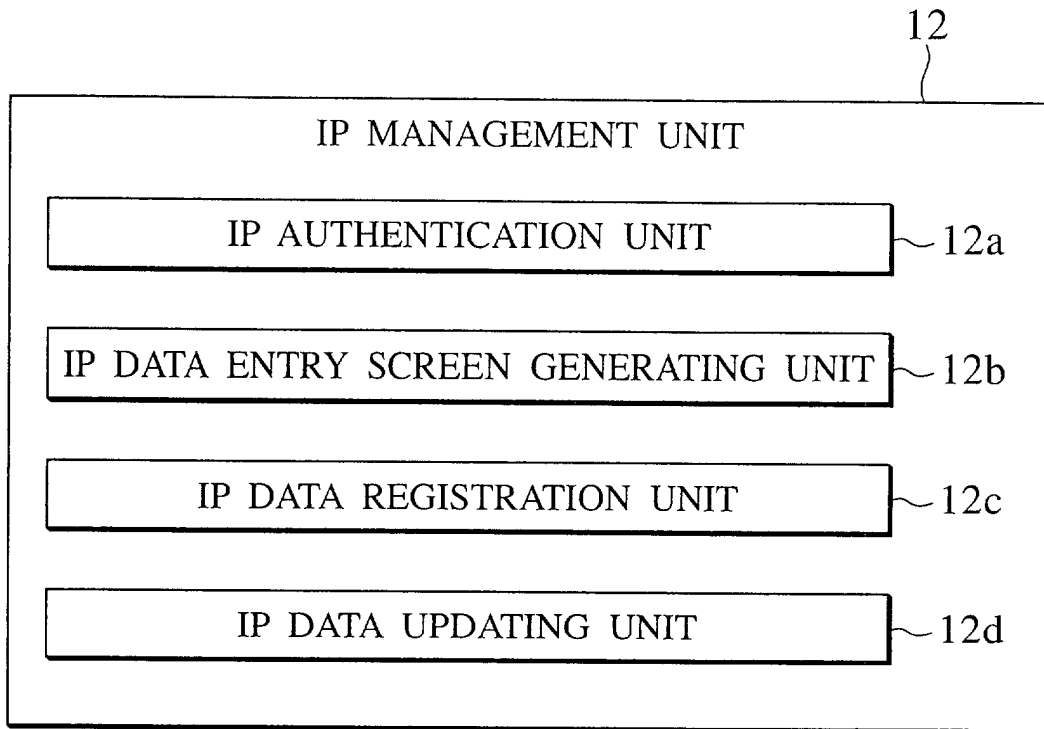 12
IP MANAGEMENT UNIT
IP AUTHENTICATION UNIT
12a
IP DATA ENTRY SCREEN GENERATING UNIT
12b
IP DATA REGISTRATION UNIT
12c
IP DATA UPDATING UNIT
12d